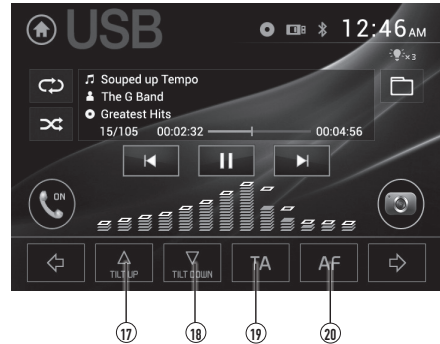 USB
12:46AM
x3
Souped up Tempo
The G Band
Greatest Hits
15/105 00:02:32 00:04:56
ON
TILT UP TILT DOWN TA AF
17 18 19 20